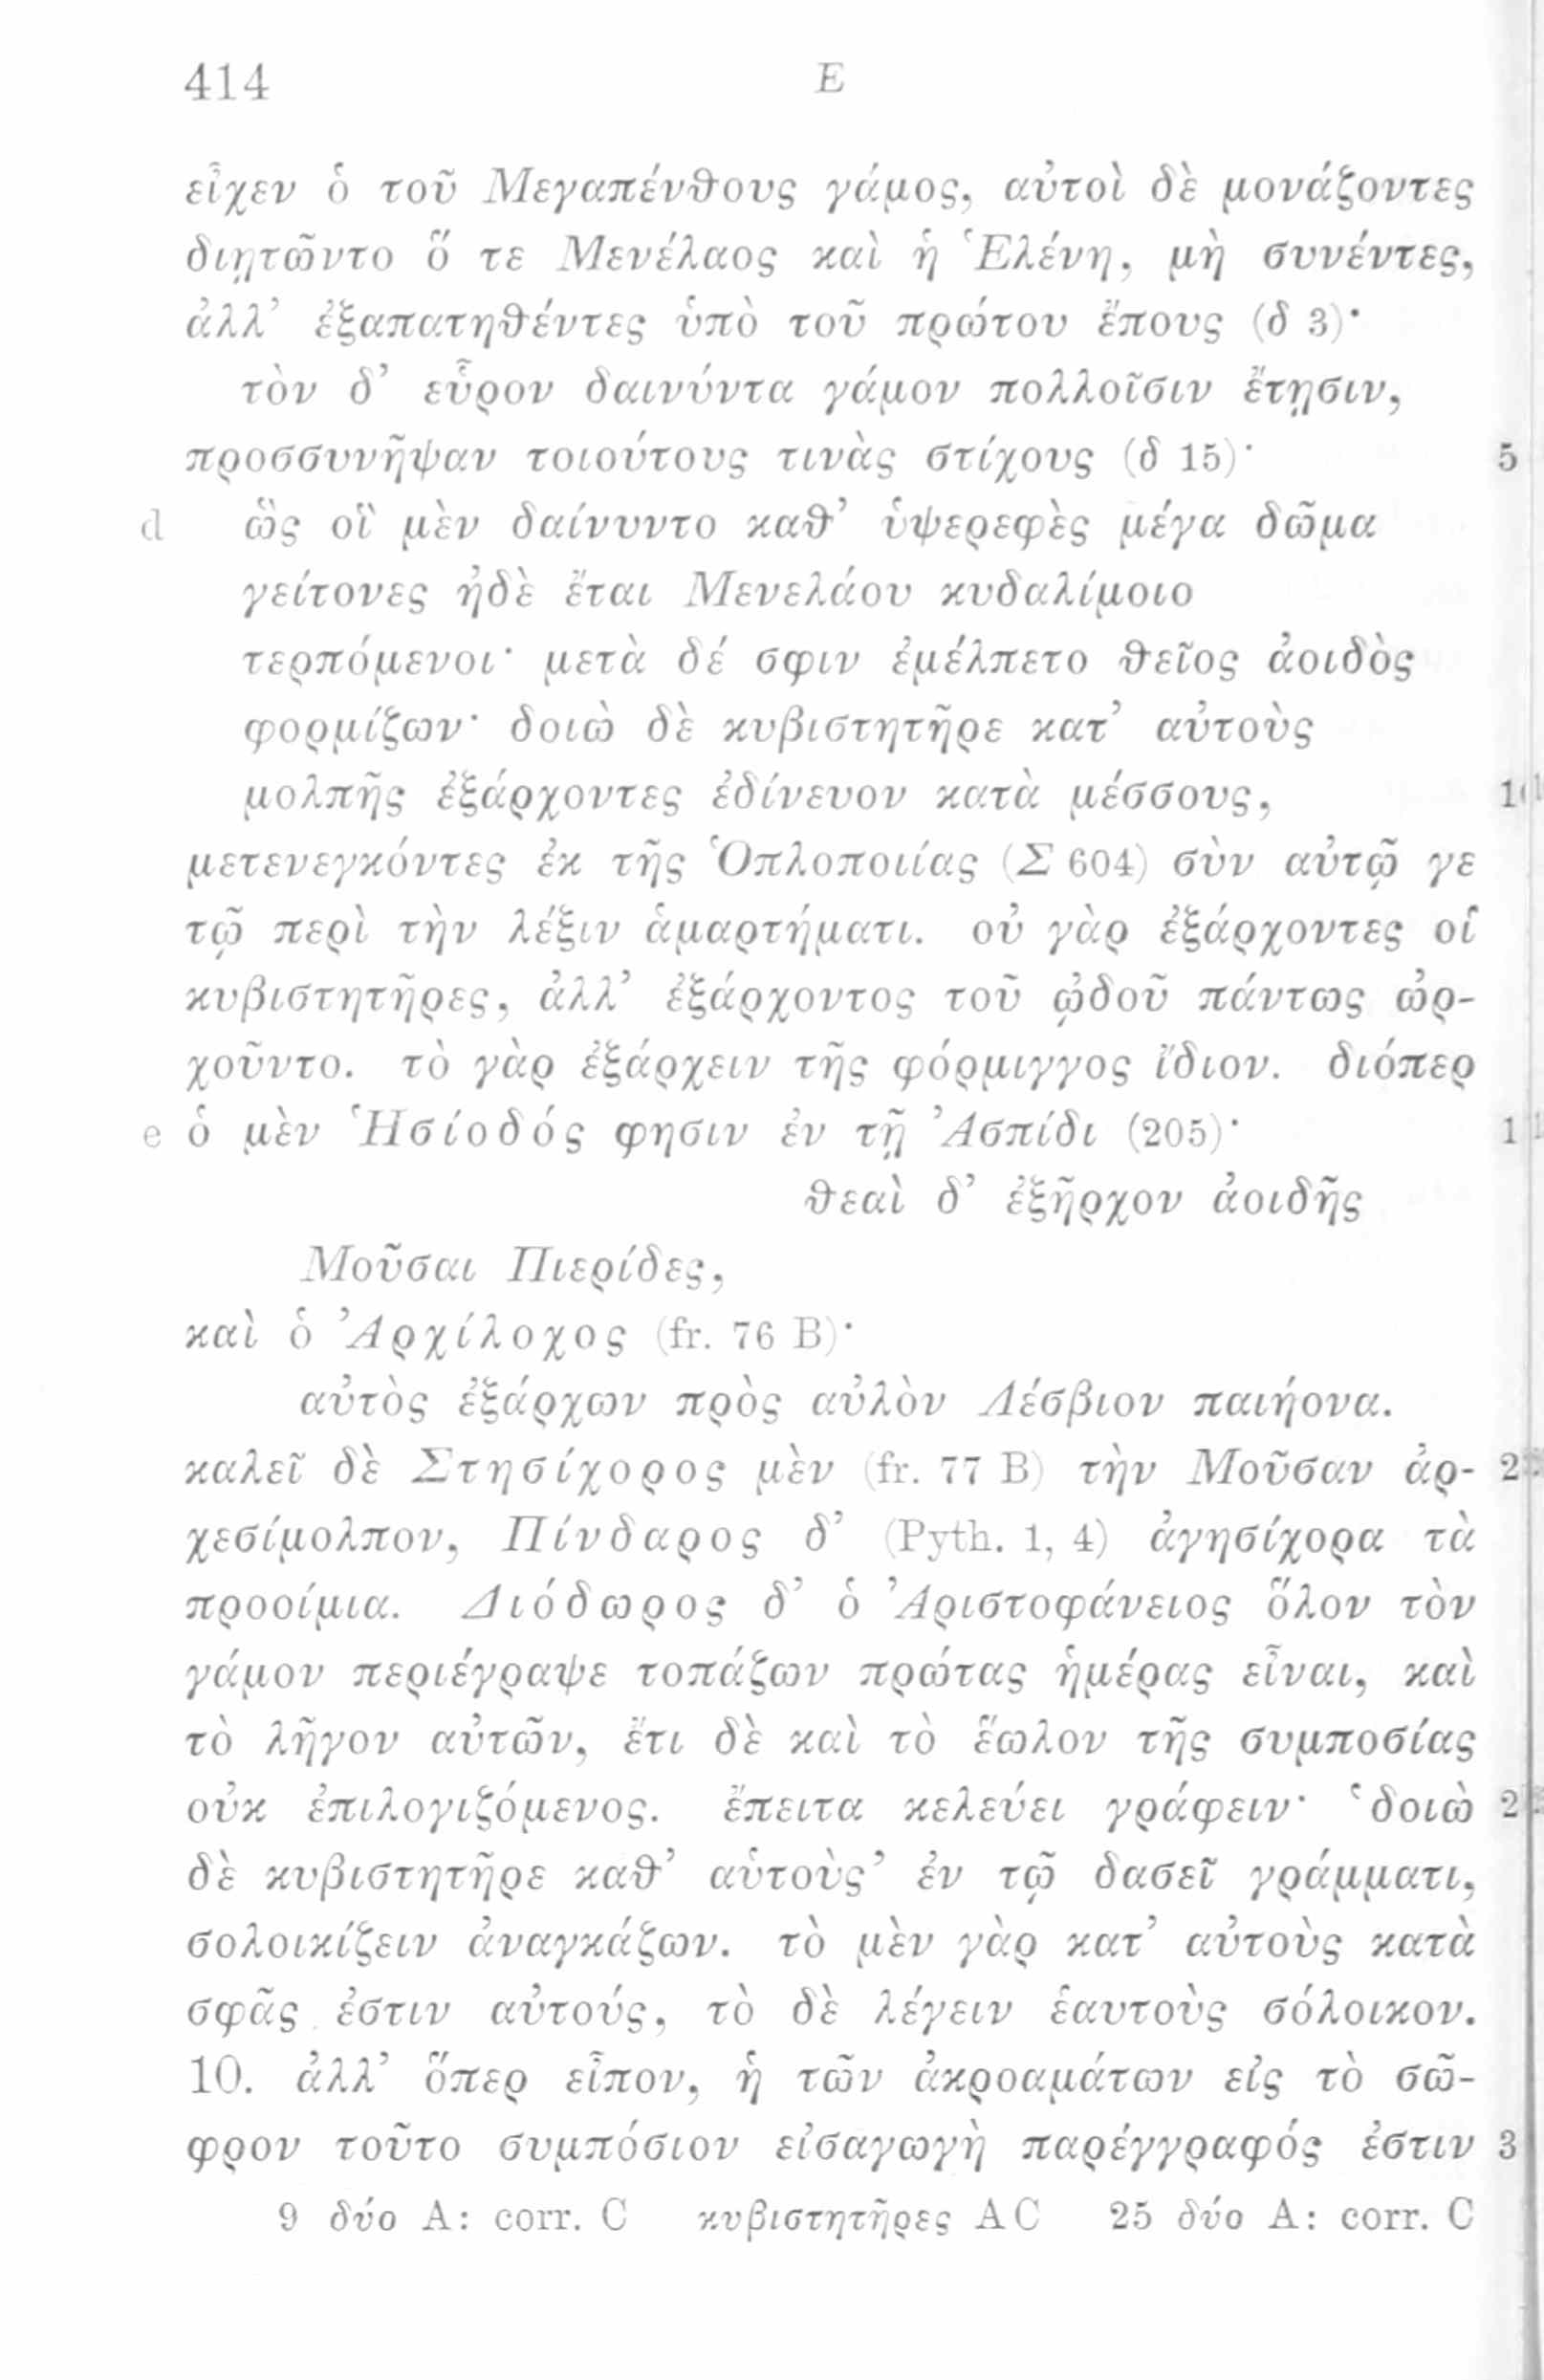 414 E
εἶχεν ὁ τοῦ Μεγαπένθους γάμος, αὐτοὶ δὲ μονάζοντες
διῃτῶντο ὅ τε Μενέλαος καὶ ἡ Ἑλένη, μὴ συνέντες,
ἀλλ’ ἐξαπατηθέντες ὑπὸ τοῦ πρώτου ἔπους (δ 3)·
τὸν δ’ εὗρον δαινύντα γάμον πολλοῖσιν ἔτῃσιν,
προσσυνῆψαν τοιούτους τινὰς στίχους (δ 15)· 5
d ὣς οἳ μὲν δαίνυντο καθ’ ὑψερεφὲς μέγα δῶμα
γείτονες ἠδὲ ἔται Μενελάου κυδαλίμοιο
τερπόμενοι· μετὰ δέ σφιν ἐμέλπετο θεῖος ἀοιδὸς
φορμίζων· δοιὼ δὲ κυβιστητῆρε κατ’ αὐτοὺς
μολπῆς ἐξάρχοντες ἐδίνευον κατὰ μέσσους,
μετενεγκόντες ἐκ τῆς Ὁπλοποιίας (Σ 604) σὺν αὐτῷ γε
τῷ περὶ τὴν λέξιν ἁμαρτήματι. οὐ γὰρ ἐξάρχοντες οἱ
κυβιστητῆρες, ἀλλ’ ἐξάρχοντος τοῦ ᾠδοῦ πάντως ὠρ-
χοῦντο. τὸ γὰρ ἐξάρχειν τῆς φόρμιγγος ἴδιον. διόπερ
e ὁ μὲν Ἡσίοδός φησιν ἐν τῇ Ἀσπίδι (205)·
θεαὶ δ’ ἐξῆρχον ἀοιδῆς
Μοῦσαι Πιερίδες,
καὶ ὁ Ἀρχίλοχος (fr. 76 B)·
αὐτὸς ἐξάρχων πρὸς αὐλὸν Λέσβιον παιήονα.
καλεῖ δὲ Στησίχορος μὲν (fr. 77 B) τὴν Μοῦσαν ἀρ-
χεσίμολπον, Πίνδαρος δ’ (Pyth. 1, 4) ἀγησίχορα τὰ
προοίμια. Διόδωρος δ’ ὁ Ἀριστοφάνειος ὅλον τὸν
γάμον περιέγραψε τοπάζων πρώτας ἡμέρας εἶναι, καὶ
τὸ λῆγον αὐτῶν, ἔτι δὲ καὶ τὸ ἕωλον τῆς συμποσίας
οὐκ ἐπιλογιζόμενος. ἔπειτα κελεύει γράφειν· ‘δοιὼ
δὲ κυβιστητῆρε καθ’ αὑτοὺς’ ἐν τῷ δασεῖ γράμματι,
σολοικίζειν ἀναγκάζων. τὸ μὲν γὰρ κατ’ αὐτοὺς κατὰ
σφᾶς ἐστιν αὐτούς, τὸ δὲ λέγειν ἑαυτοὺς σόλοικον.
10. ἀλλ’ ὅπερ εἶπον, ἡ τῶν ἀκροαμάτων εἰς τὸ σῶ-
φρον τοῦτο συμπόσιον εἰσαγωγὴ παρέγγραφός ἐστιν
9 δύο A: corr. C κυβιστητῆρες AC 25 δύο A: corr. C